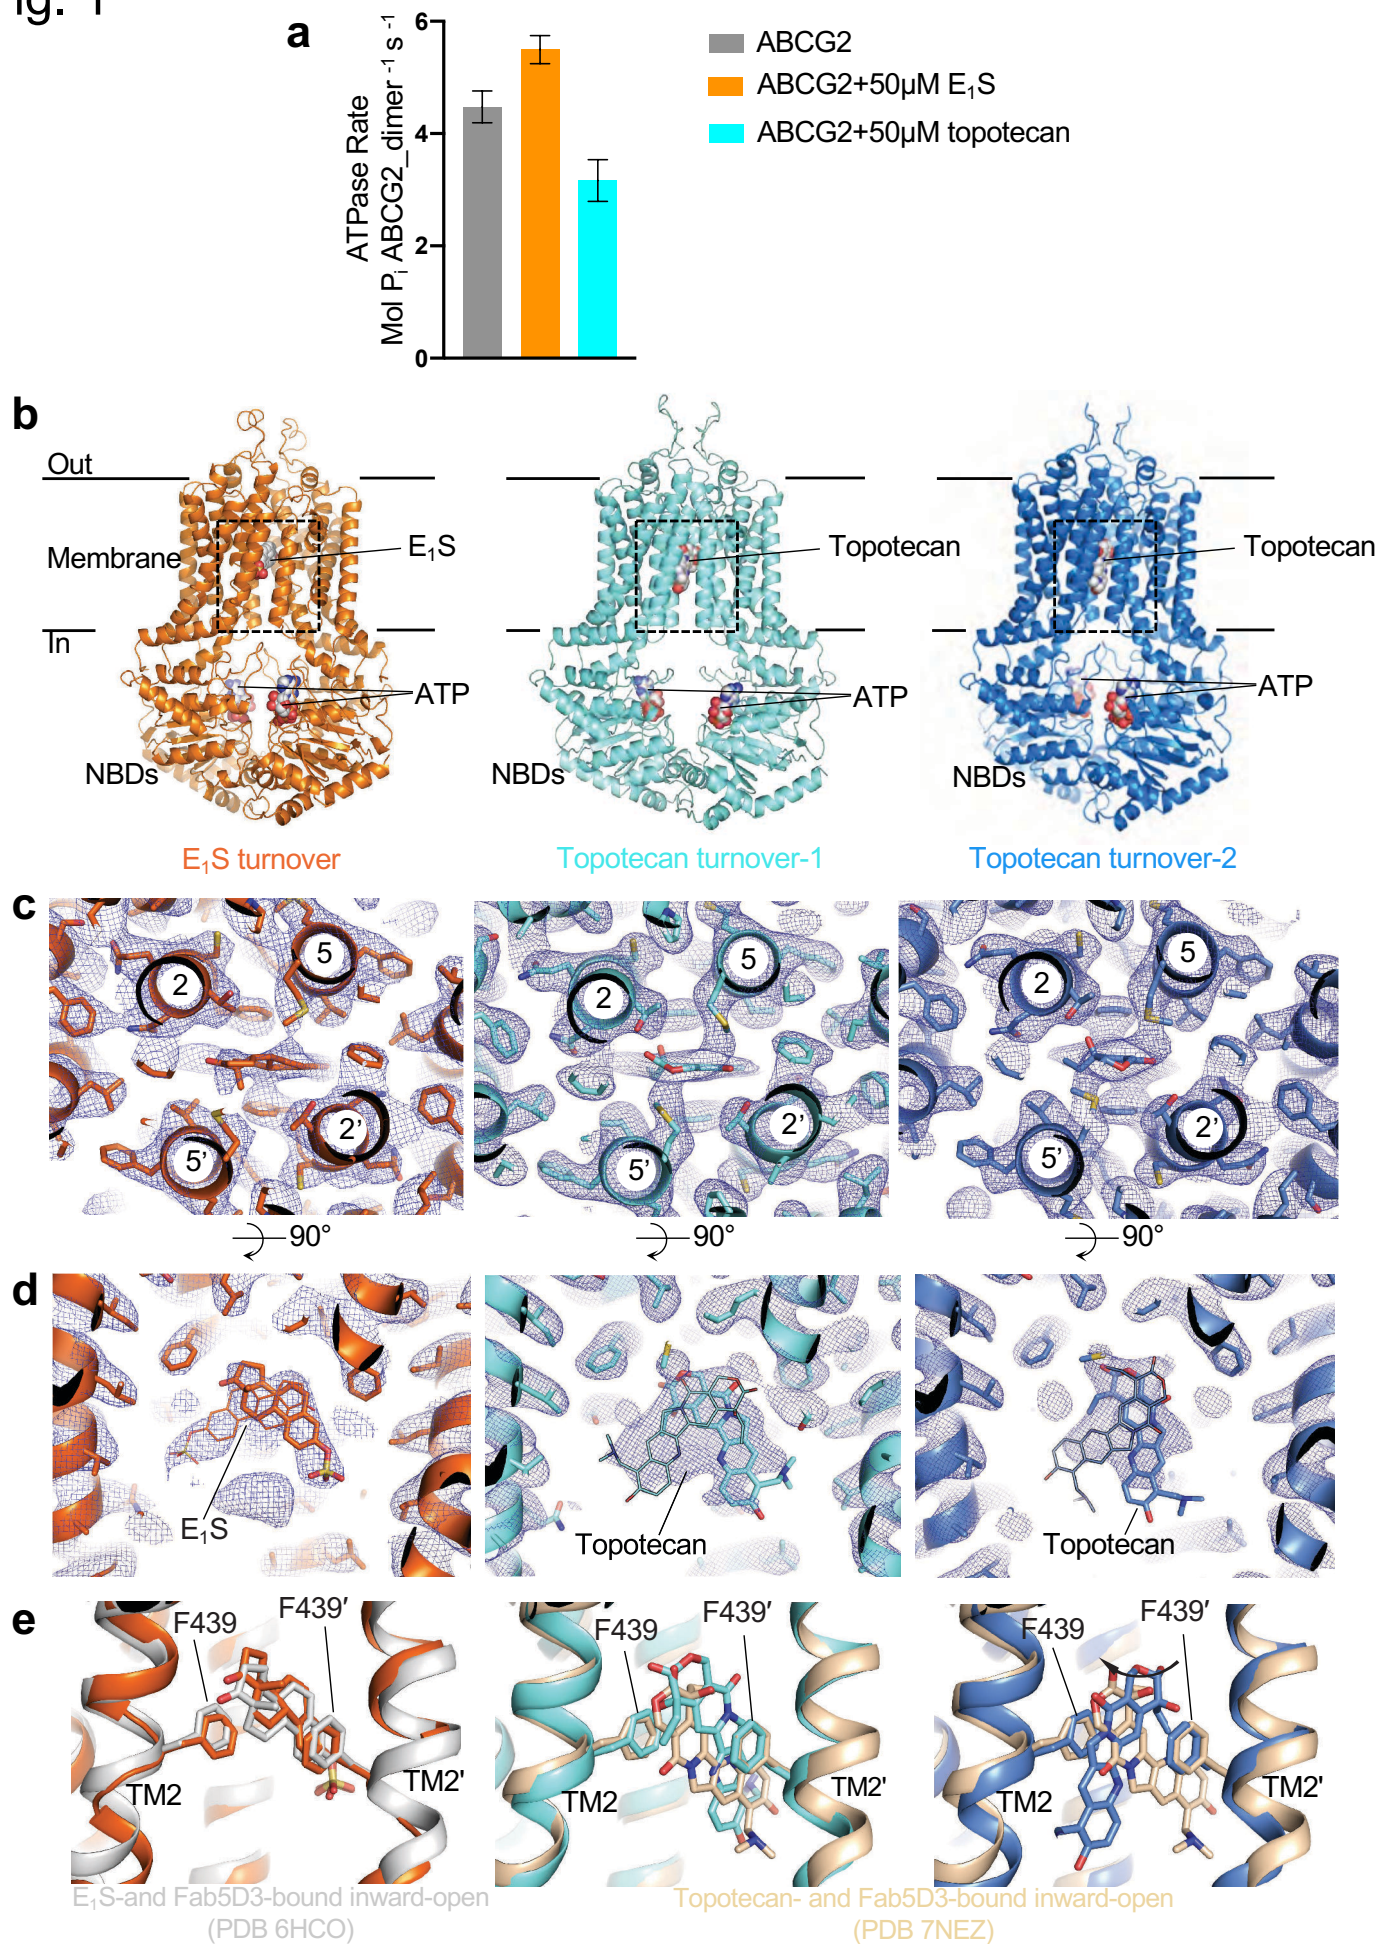 ig. 1
a
6
4
2
0
ATPase Rate
Mol Pi ABCG2_dimer -1 s -1
ABCG2
ABCG2+50µM E1S
ABCG2+50µM topotecan
b
Out
Membrane
In
E1S
ATP
NBDs
E1S turnover
Topotecan
ATP
NBDs
Topotecan turnover-1
Topotecan
ATP
NBDs
Topotecan turnover-2
c
2
5
5'
2'
2
5
5'
2'
2
5
5'
2'
90°
90°
90°
d
E1S
Topotecan
Topotecan
e
F439
F439′
TM2
TM2'
F439
F439′
TM2
TM2'
F439
F439′
TM2
TM2'
E1S-and Fab5D3-bound inward-open
(PDB 6HCO)
Topotecan- and Fab5D3-bound inward-open
(PDB 7NEZ)